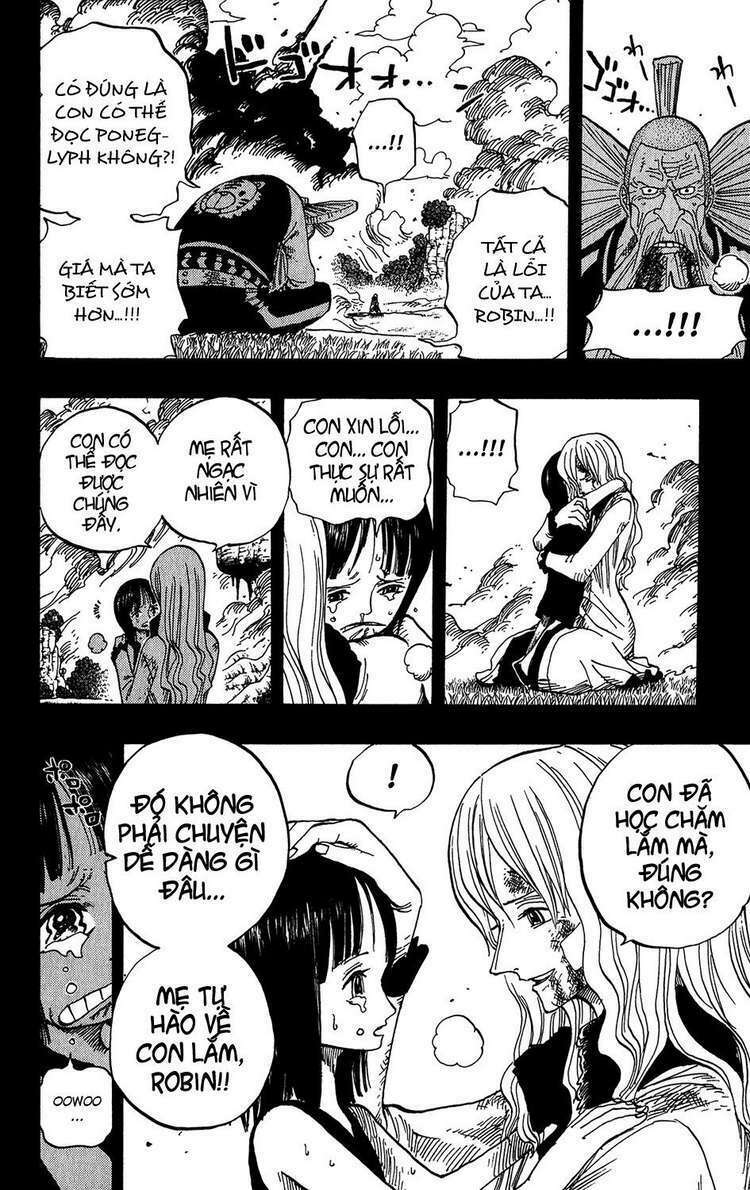 ...!!!
...!!
TẤT CẢ
LÀ LỖI
CỦA TA...
ROBIN...!!
CÓ ĐÚNG LÀ
CON CÓ THỂ
ĐỌC PONEG-
LYPH KHÔNG?!
GIÁ MÀ TA
BIẾT SỚM
HƠN...!!!
...!!!
CON XIN LỖI...
CON... CON
THỰC SỰ RẤT
MUỐN...
MẸ RẤT
NGẠC
NHIÊN VÌ
CON CÓ
THỂ ĐỌC
ĐƯỢC
CHÚNG
ĐẤY.
CON ĐÃ
HỌC CHĂM
LẮM MÀ,
ĐÚNG
KHÔNG?
!
ĐÓ KHÔNG
PHẢI CHUYỆN
DỄ DÀNG GÌ
ĐÂU...
MẸ TỰ
HÀO VỀ
CON LẮM,
ROBIN!!
OOWOO
...